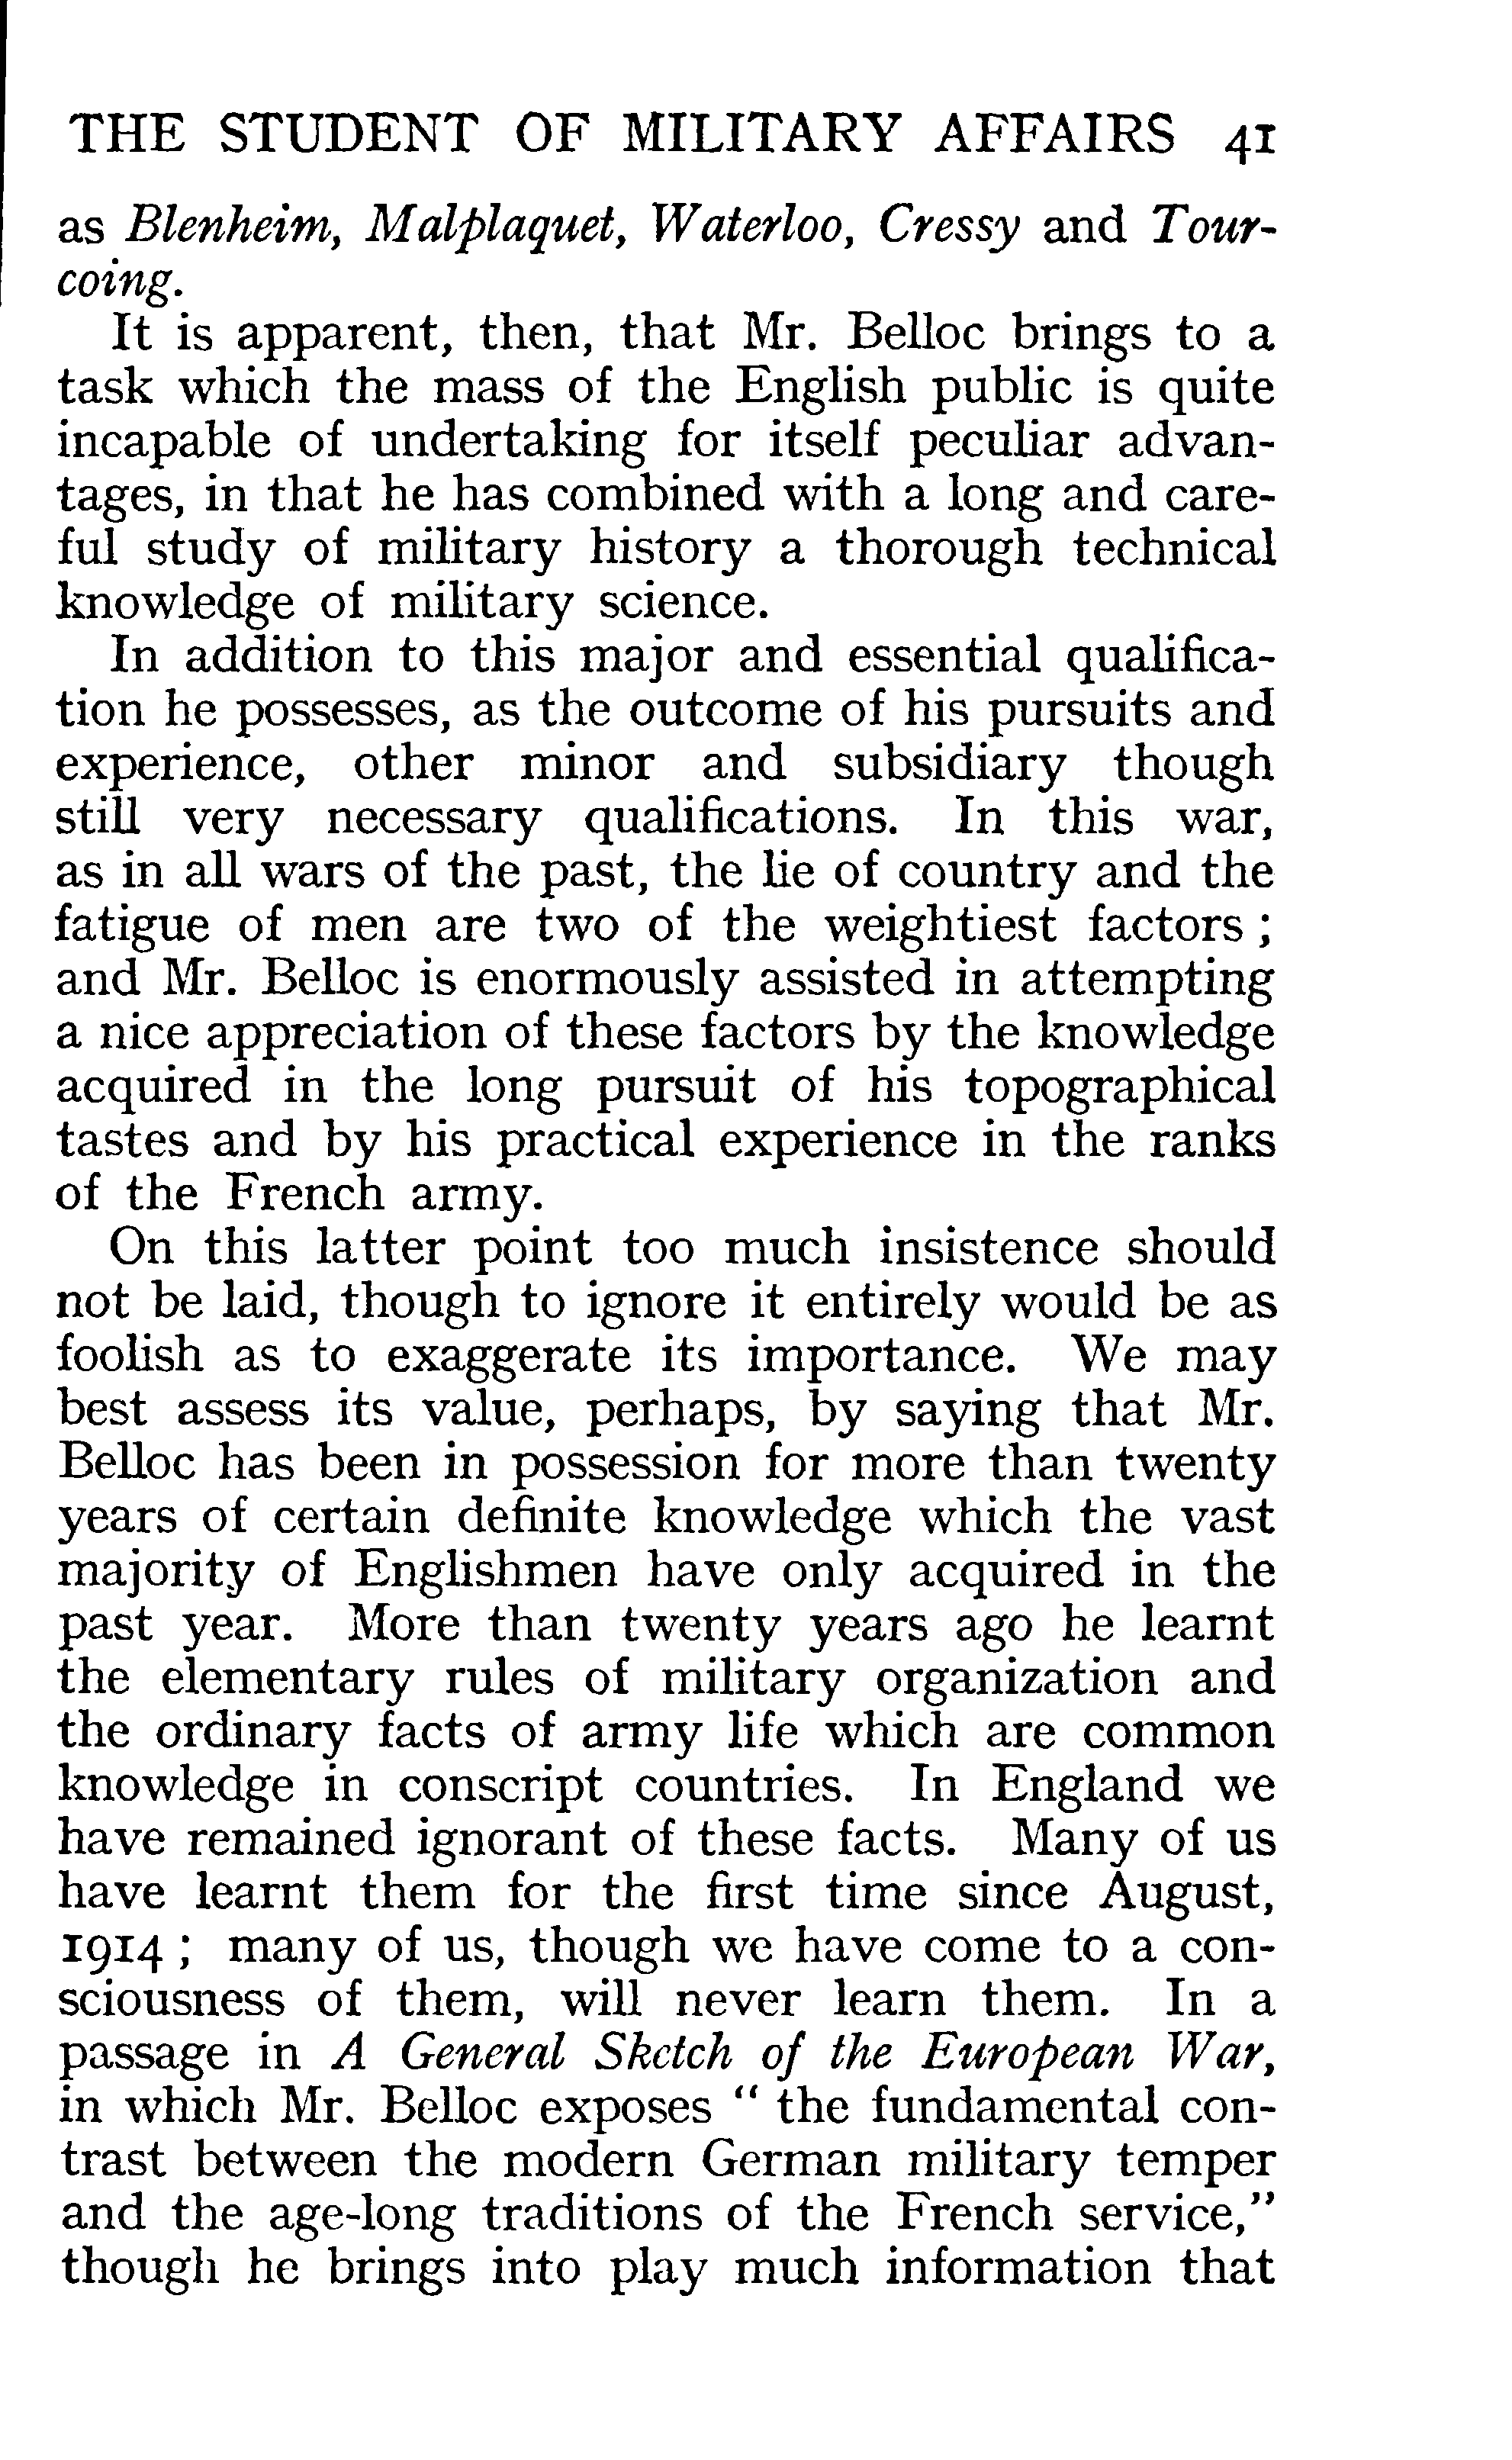 THE STUDENT OF MILITARY AFFAIRS 41
as Blenheim, Malplaquet, Waterloo, Cressy and Tour-
coing.
It is apparent, then, that Mr. Belloc brings to a
task which the mass of the English public is quite
incapable of undertaking for itself peculiar advan-
tages, in that he has combined with a long and care-
ful study of military history a thorough technical
knowledge of military science.
In addition to this major and essential qualifica-
tion he possesses, as the outcome of his pursuits and
experience, other minor and subsidiary though
still very necessary qualifications. In this war,
as in all wars of the past, the lie of country and the
fatigue of men are two of the weightiest factors ;
and Mr. Belloc is enormously assisted in attempting
a nice appreciation of these factors by the knowledge
acquired in the long pursuit of his topographical
tastes and by his practical experience in the ranks
of the French army.
On this latter point too much insistence should
not be laid, though to ignore it entirely would be as
foolish as to exaggerate its importance. We may
best assess its value, perhaps, by saying that Mr.
Belloc has been in possession for more than twenty
years of certain definite knowledge which the vast
majority of Englishmen have only acquired in the
past year. More than twenty years ago he learnt
the elementary rules of military organization and
the ordinary facts of army life which are common
knowledge in conscript countries. In England we
have remained ignorant of these facts. Many of us
have learnt them for the first time since August,
1914 ; many of us, though we have come to a con-
sciousness of them, will never learn them. In a
passage in A General Sketch of the European War,
in which Mr. Belloc exposes “ the fundamental con-
trast between the modern German military temper
and the age-long traditions of the French service,”
though he brings into play much information that